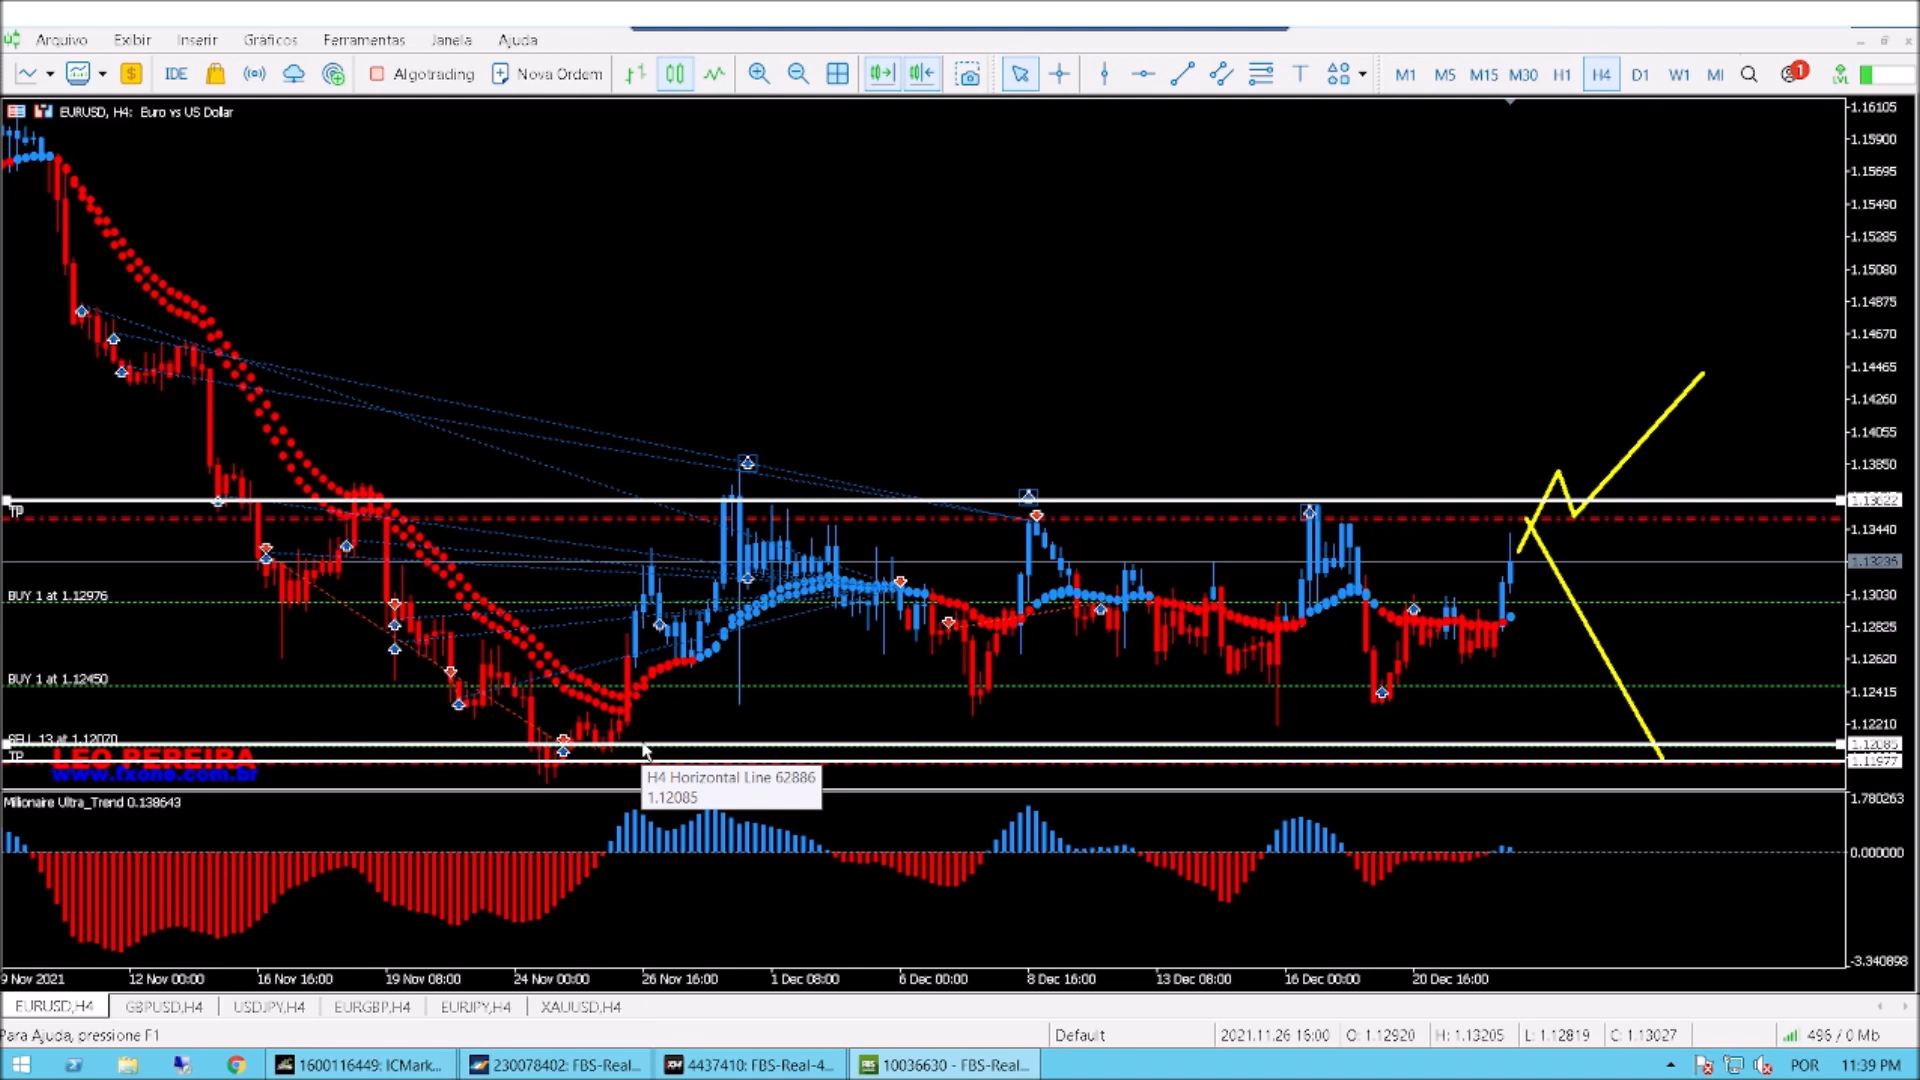 Arquivo Exibir Inserir Gráficos Ferramentas Janela Ajuda
IDE Algotrading Nova Ordem T M1 M5 M15 M30 H1 H4 D1 W1 MI 1 LVL
EURUSD, H4: Euro vs US Dollar
1.16105
1.15900
1.15695
1.15490
1.15285
1.15080
1.14875
1.14670
1.14465
1.14260
1.14055
1.13850
TP
1.13440
1.13236
BUY 1 at 1.12976
1.13030
1.12825
1.12620
BUY 1 at 1.12450
1.12415
1.12210
SELL 13 at 1.12070
1.12085
TP
LEO PEREIRA
1.11977
www.fxone.com.br
H4 Horizontal Line 62886
1.12085
Milionaire Ultra_Trend 0.138643
1.780263
0.000000
-3.340898
9 Nov 2021 12 Nov 00:00 16 Nov 16:00 19 Nov 08:00 24 Nov 00:00 26 Nov 16:00 1 Dec 08:00 6 Dec 00:00 8 Dec 16:00 13 Dec 08:00 16 Dec 00:00 20 Dec 16:00
EURUSD,H4 GBPUSD,H4 USDJPY,H4 EURGBP,H4 EURJPY,H4 XAUUSD,H4
Para Ajuda, pressione F1 Default 2021.11.26 16:00 O: 1.12920 H: 1.13205 L: 1.12819 C: 1.13027 496 / 0 Mb
1600116449: ICMark... 230078402: FBS-Real... 4437410: FBS-Real-4... 10036630 - FBS-Real... POR 11:39 PM